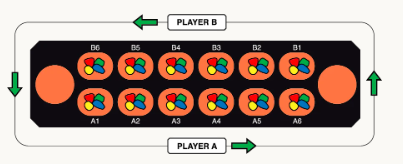 PLAYER B
B6 B5 B4 B3 B2 B1
A1 A2 A3 A4 A5 A6
PLAYER A